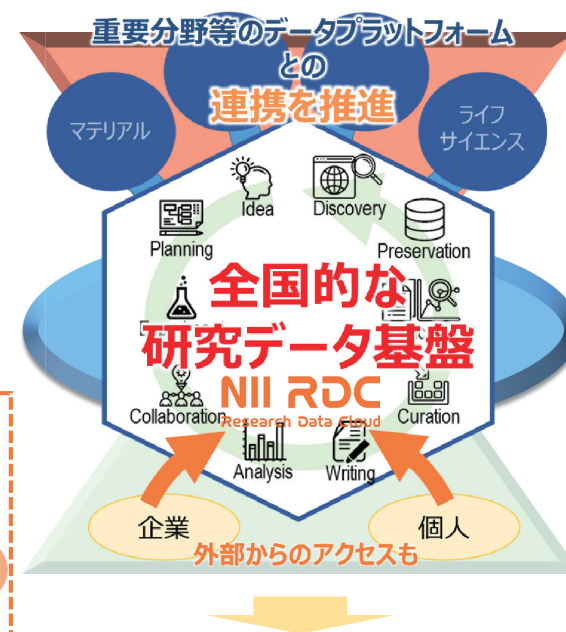 重要分野等のデータプラットフォーム
との
連携を推進
マテリアル
ライフ
サイエンス
Idea
Discovery
Planning
Preservation
全国的な
研究データ基盤
NII RDC
Research Data Cloud
Collaboration
Curation
Analysis
Writing
企業
個人
外部からのアクセスも